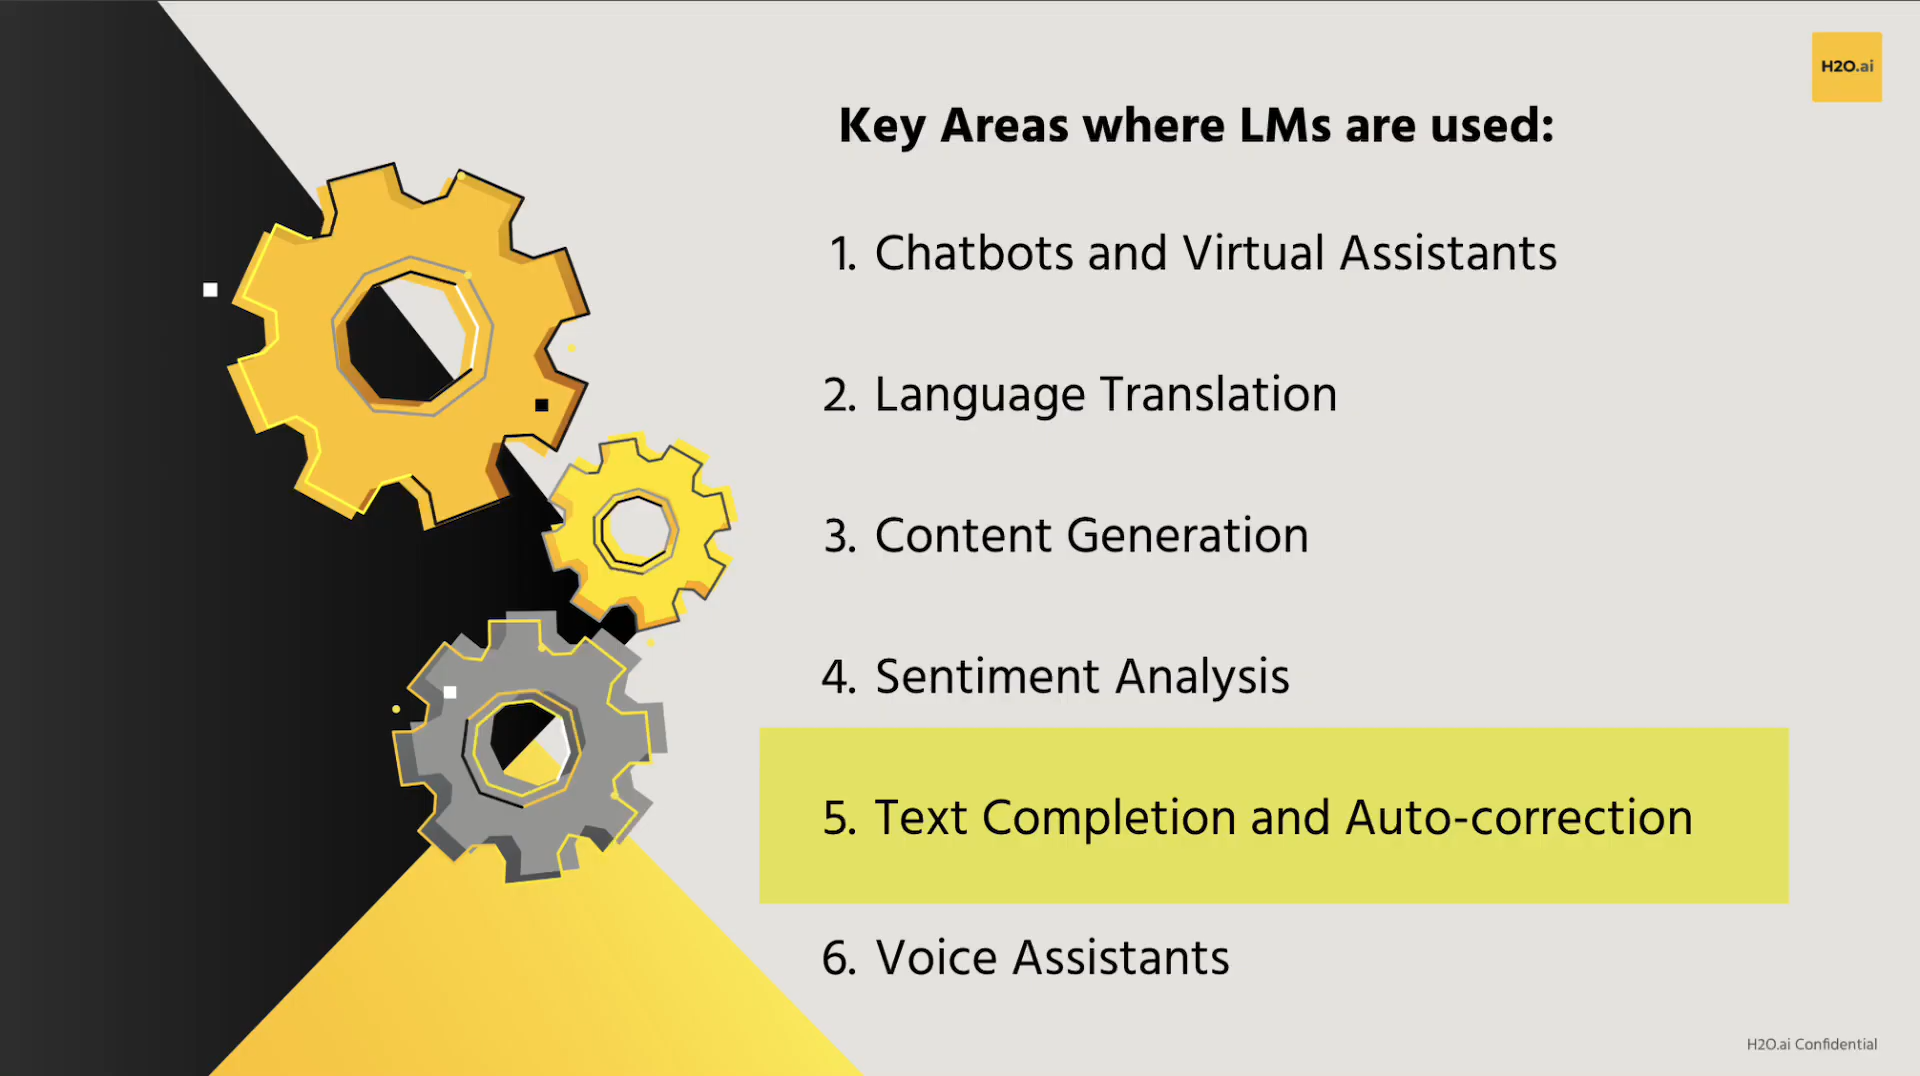 H2O.ai
Key Areas where LMs are used:
1. Chatbots and Virtual Assistants
2. Language Translation
3. Content Generation
4. Sentiment Analysis
5. Text Completion and Auto-correction
6. Voice Assistants
H2O.ai Confidential